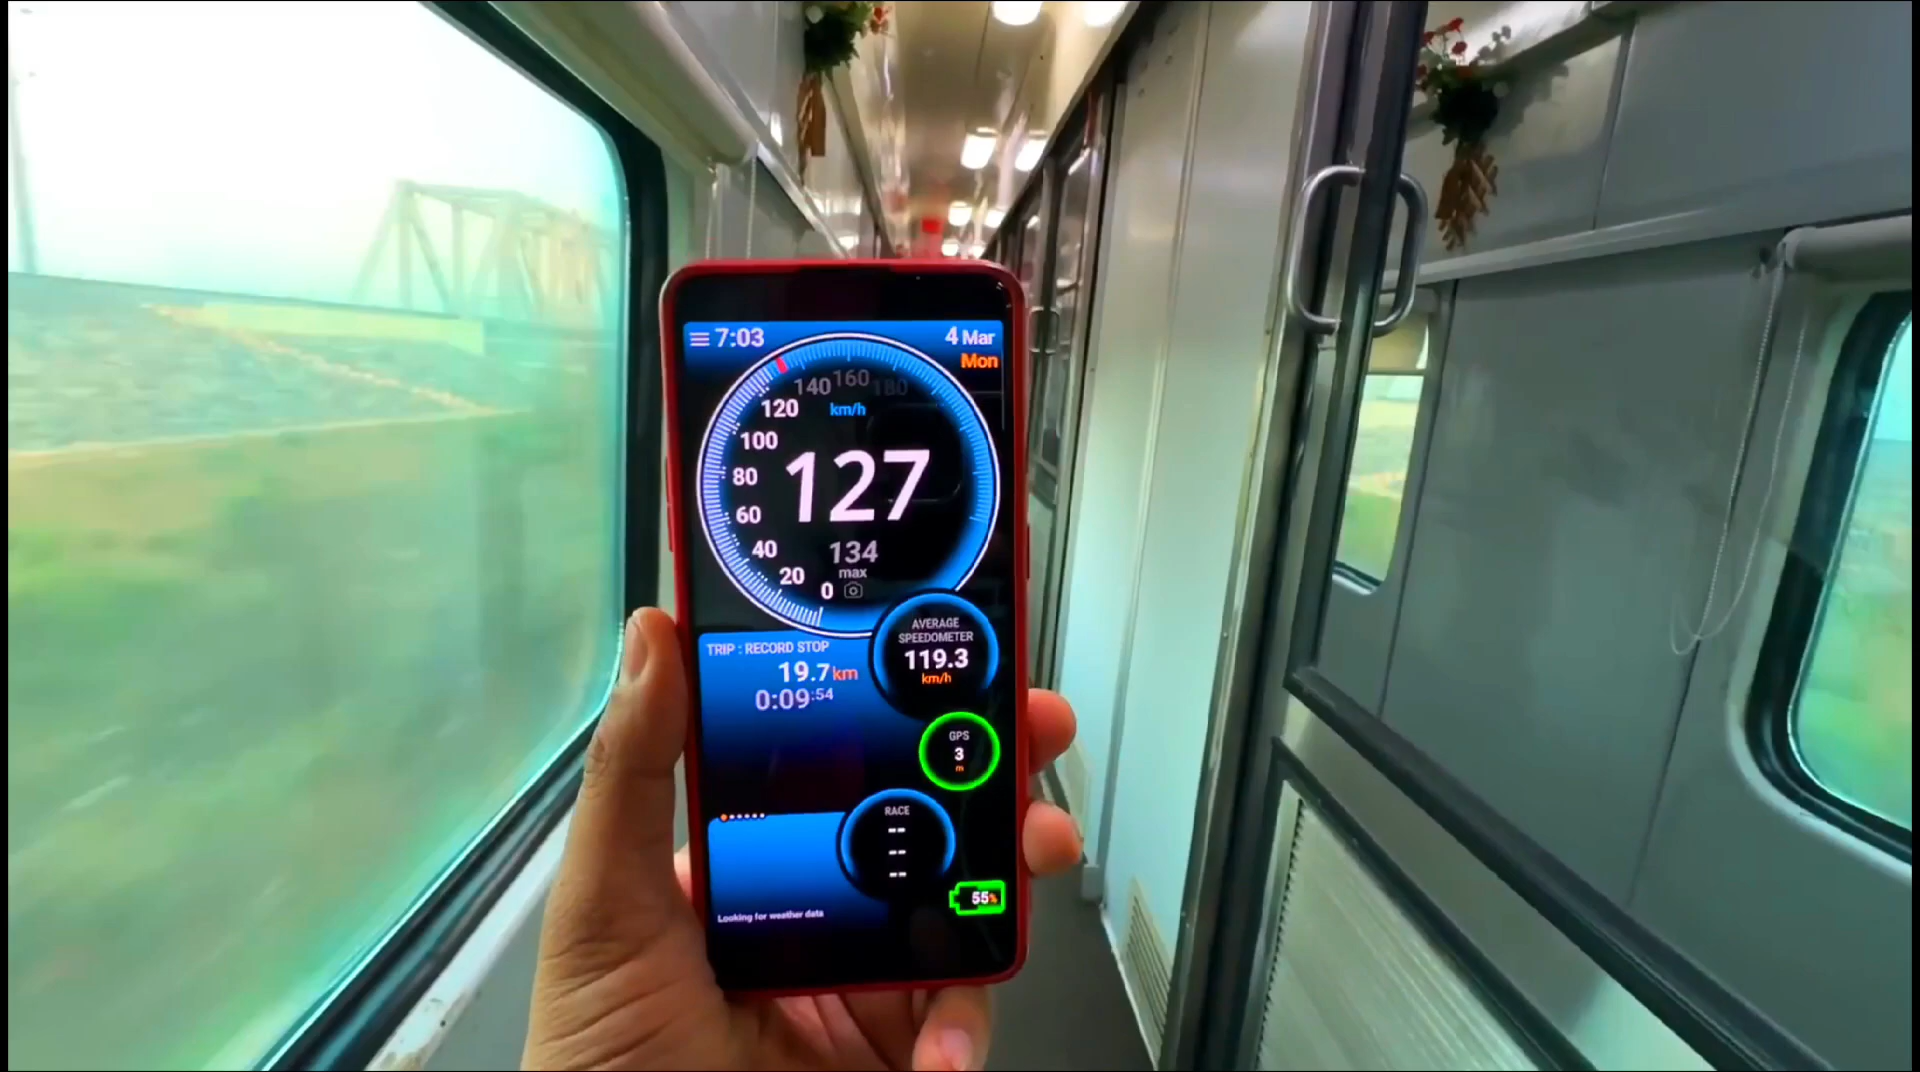 7:03
4 Mar
Mon
140 160 180
120
km/h
100
80
127
60
40
134
max
20
0
AVERAGE
SPEEDOMETER
119.3
km/h
TRIP : RECORD STOP
19.7 km
0:09:54
GPS
3
m
RACE
--
--
--
55%
Looking for weather data